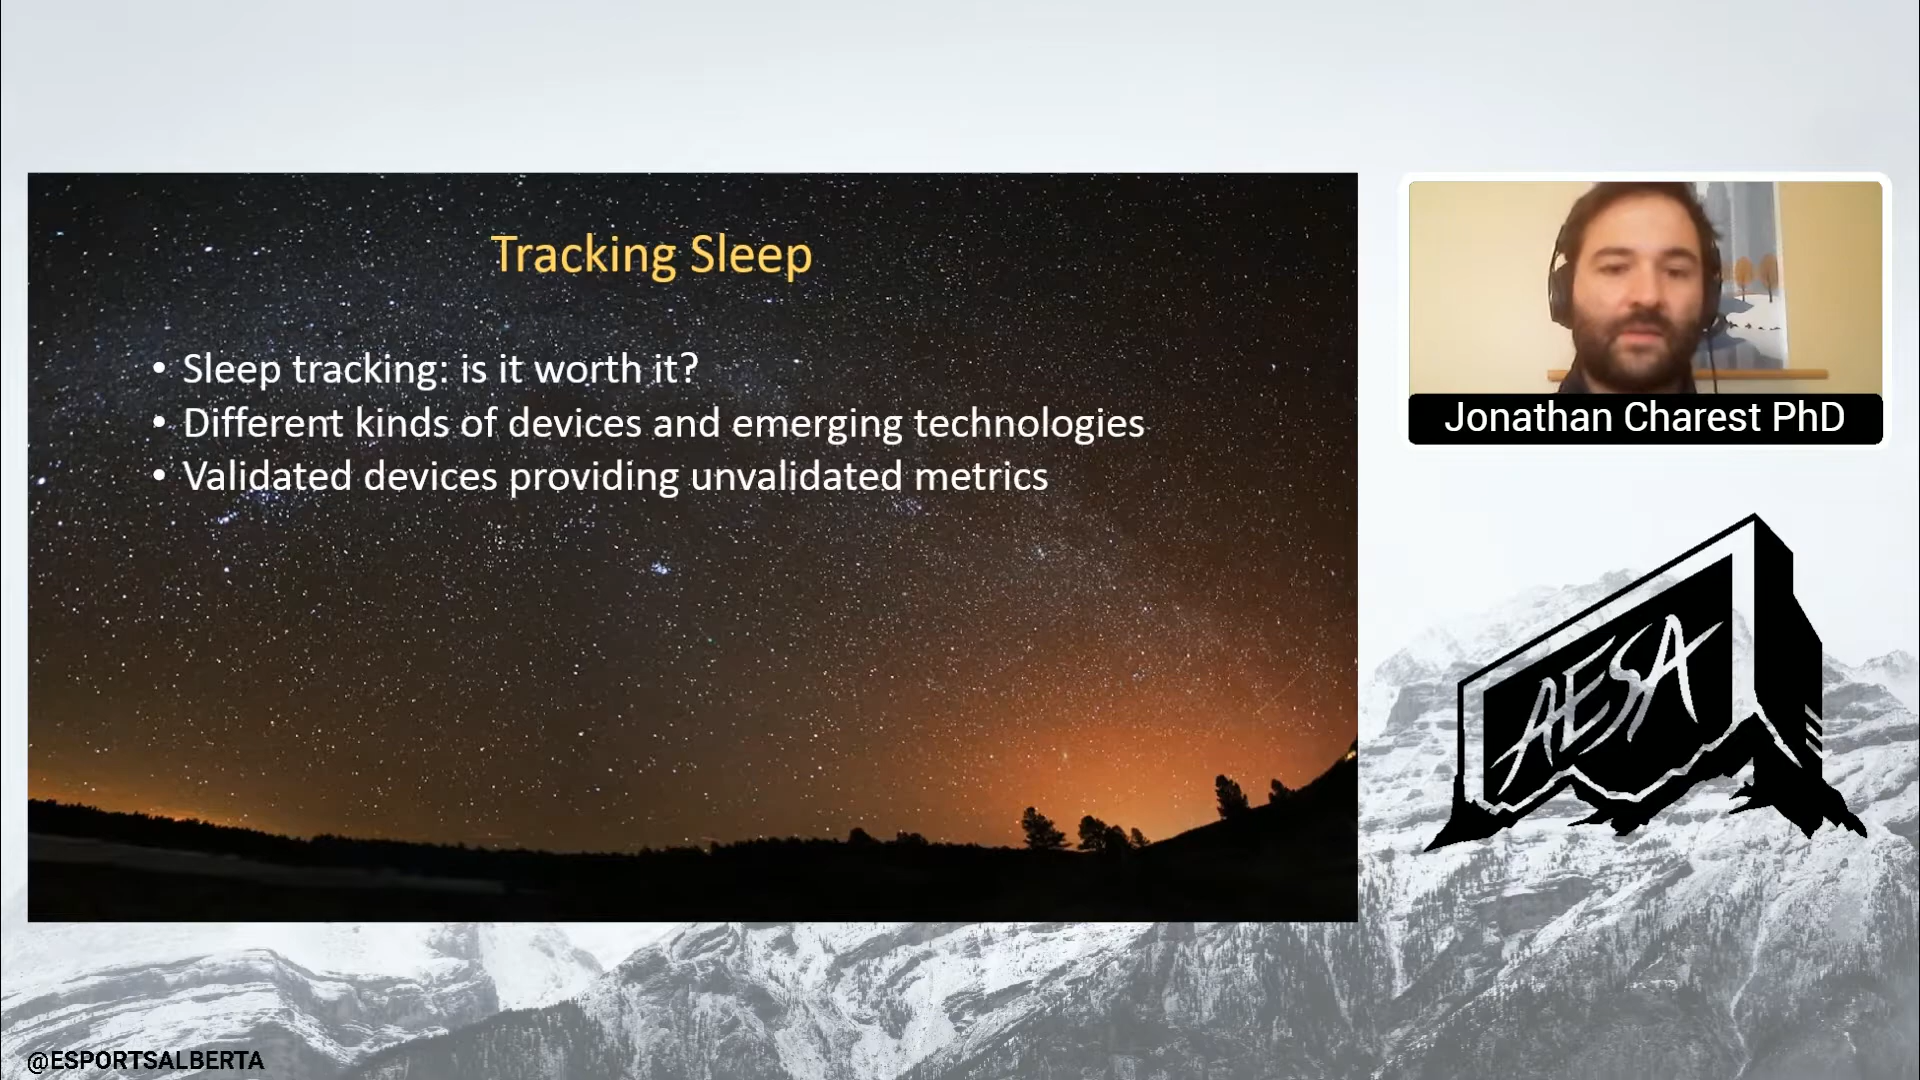 Tracking Sleep
• Sleep tracking: is it worth it?
• Different kinds of devices and emerging technologies
• Validated devices providing unvalidated metrics
Jonathan Charest PhD
AESA
@ESPORTSALBERTA